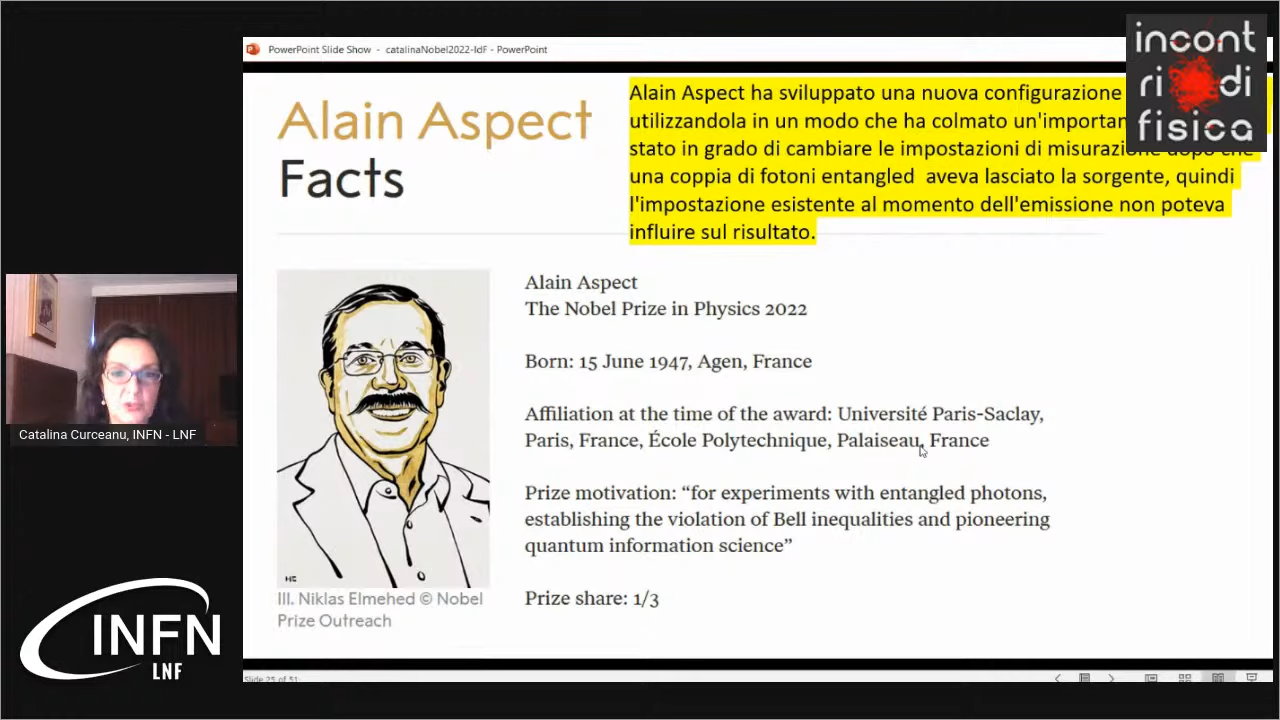 PowerPoint Slide Show - catalinaNobel2022-IdF - PowerPoint
incont
ri di
fisica
Alain Aspect
Facts
Alain Aspect ha sviluppato una nuova configurazione
utilizzandola in un modo che ha colmato
stato in grado di cambiare le impostazioni di misurazione dopo che
una coppia di fotoni entangled aveva lasciato la sorgente, quindi
l'impostazione esistente al momento dell'emissione non poteva
influire sul risultato.
Alain Aspect
The Nobel Prize in Physics 2022
Born: 15 June 1947, Agen, France
Affiliation at the time of the award: Université Paris-Saclay,
Paris, France, École Polytechnique, Palaiseau, France
Prize motivation: “for experiments with entangled photons,
establishing the violation of Bell inequalities and pioneering
quantum information science”
Prize share: 1/3
Ill. Niklas Elmehed © Nobel
Prize Outreach
Catalina Curceanu, INFN - LNF
INFN
LNF
Slide 25 of 51